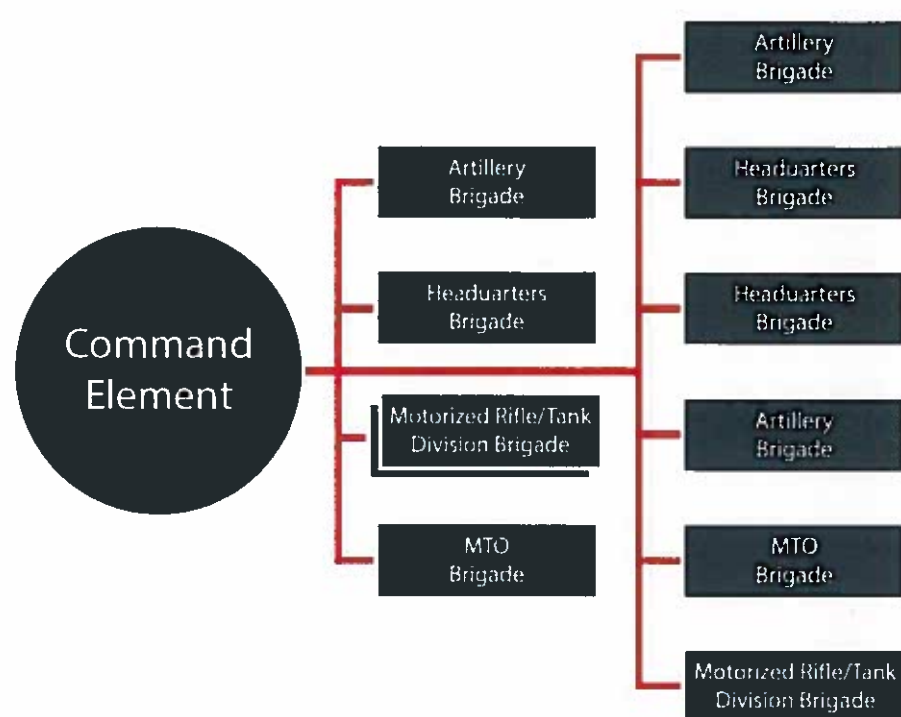 Command
Element
Artillery
Brigade
Headuarters
Brigade
Motorized Rifle/Tank
Division Brigade
MTO
Brigade
Artillery
Brigade
Headuarters
Brigade
Headuarters
Brigade
Artillery
Brigade
MTO
Brigade
Motorized Rifle/Tank
Division Brigade